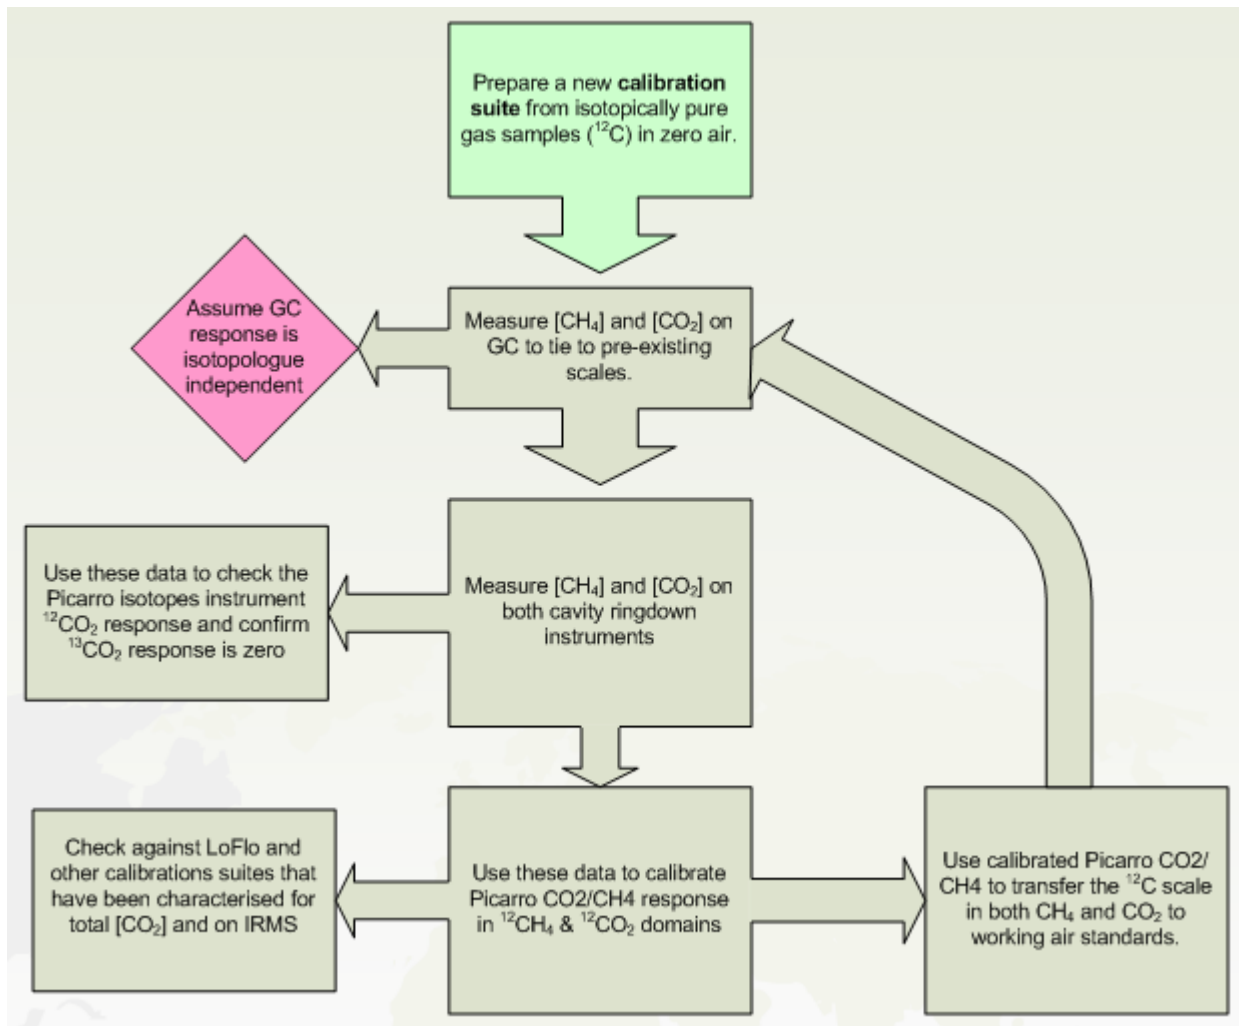 Prepare a new calibration
suite from isotopically pure
gas samples (¹²C) in zero air.
Assume GC
response is
isotopologue
independent
Measure [CH₄] and [CO₂] on
GC to tie to pre-existing
scales.
Use these data to check the
Picarro isotopes instrument
¹²CO₂ response and confirm
¹³CO₂ response is zero
Measure [CH₄] and [CO₂] on
both cavity ringdown
instruments
Check against LoFlo and
other calibrations suites that
have been characterised for
total [CO₂] and on IRMS
Use these data to calibrate
Picarro CO2/CH4 response
in ¹²CH₄ & ¹²CO₂ domains
Use calibrated Picarro CO2/
CH4 to transfer the ¹²C scale
in both CH₄ and CO₂ to
working air standards.